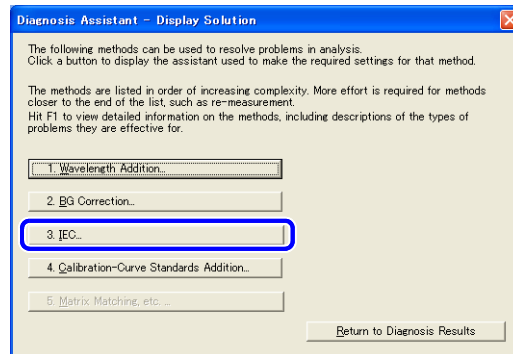 Diagnosis Assistant - Display Solution
The following methods can be used to resolve problems in analysis.
Click a button to display the assistant used to make the required settings for that method.
The methods are listed in order of increasing complexity. More effort is required for methods
closer to the end of the list, such as re-measurement.
Hit F1 to view detailed information on the methods, including descriptions of the types of
problems they are effective for.
1. Wavelength Addition...
2. BG Correction...
3. IEC...
4. Calibration-Curve Standards Addition...
5. Matrix Matching, etc. ...
Return to Diagnosis Results